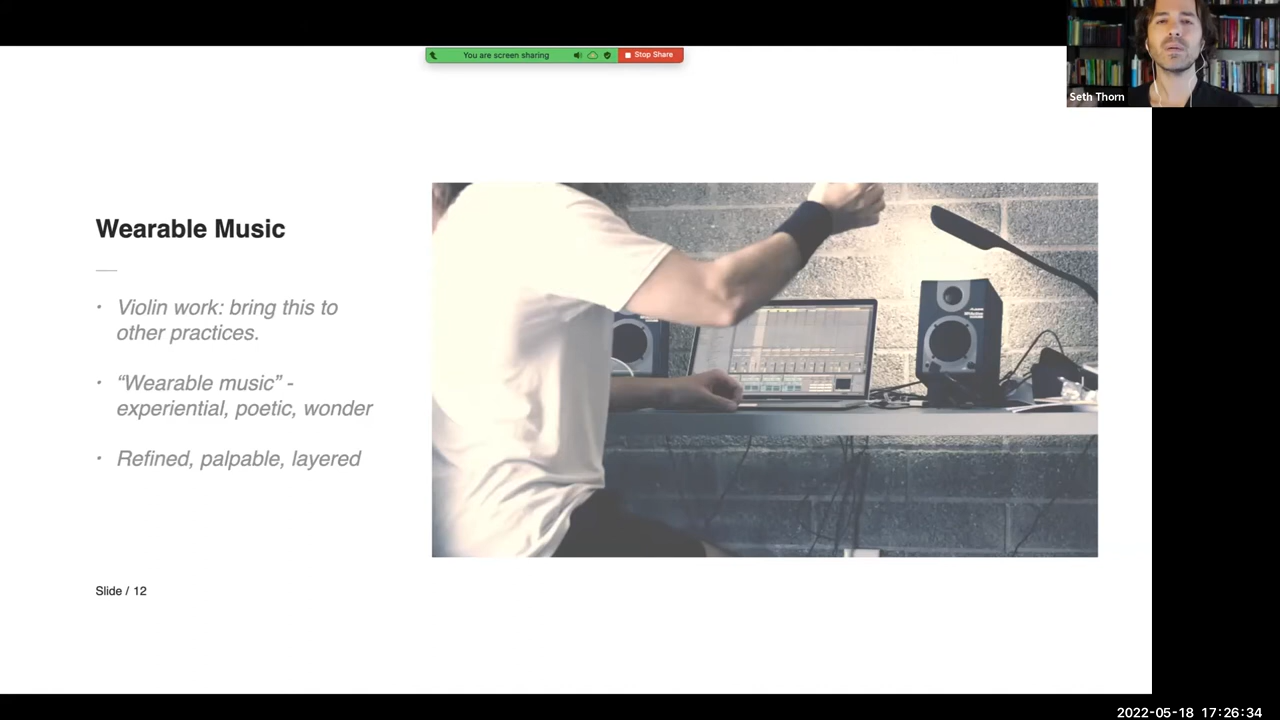 You are screen sharing
Stop Share
Seth Thorn
Wearable Music
• Violin work: bring this to
other practices.
• “Wearable music” -
experiential, poetic, wonder
• Refined, palpable, layered
Slide / 12
2022-05-18 17:26:34